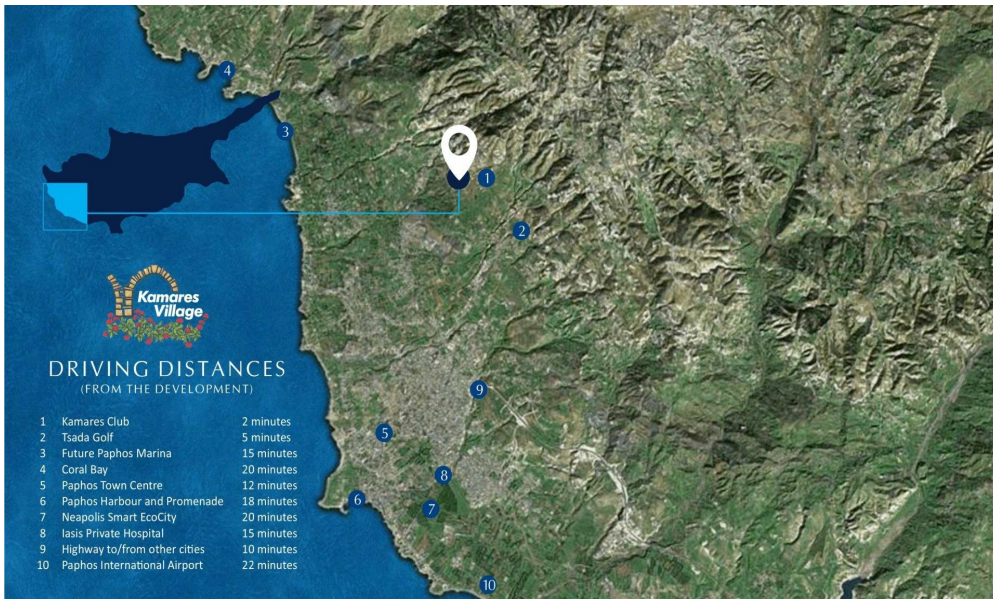 4
3
1
2
Kamares
Village
DRIVING DISTANCES
(FROM THE DEVELOPMENT)
1 Kamares Club 2 minutes
2 Tsada Golf 5 minutes
3 Future Paphos Marina 15 minutes
4 Coral Bay 20 minutes
5 Paphos Town Centre 12 minutes
6 Paphos Harbour and Promenade 18 minutes
7 Neapolis Smart EcoCity 20 minutes
8 Iasis Private Hospital 15 minutes
9 Highway to/from other cities 10 minutes
10 Paphos International Airport 22 minutes
9
5
8
6
7
10